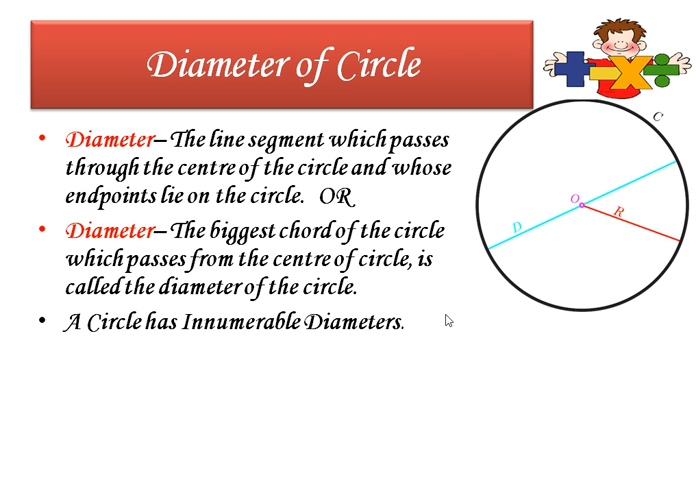 Diameter of Circle
• Diameter– The line segment which passes
through the centre of the circle and whose
endpoints lie on the circle. OR
• Diameter– The biggest chord of the circle
which passes from the centre of circle, is
called the diameter of the circle.
• A Circle has Innumerable Diameters.
C
O
R
D